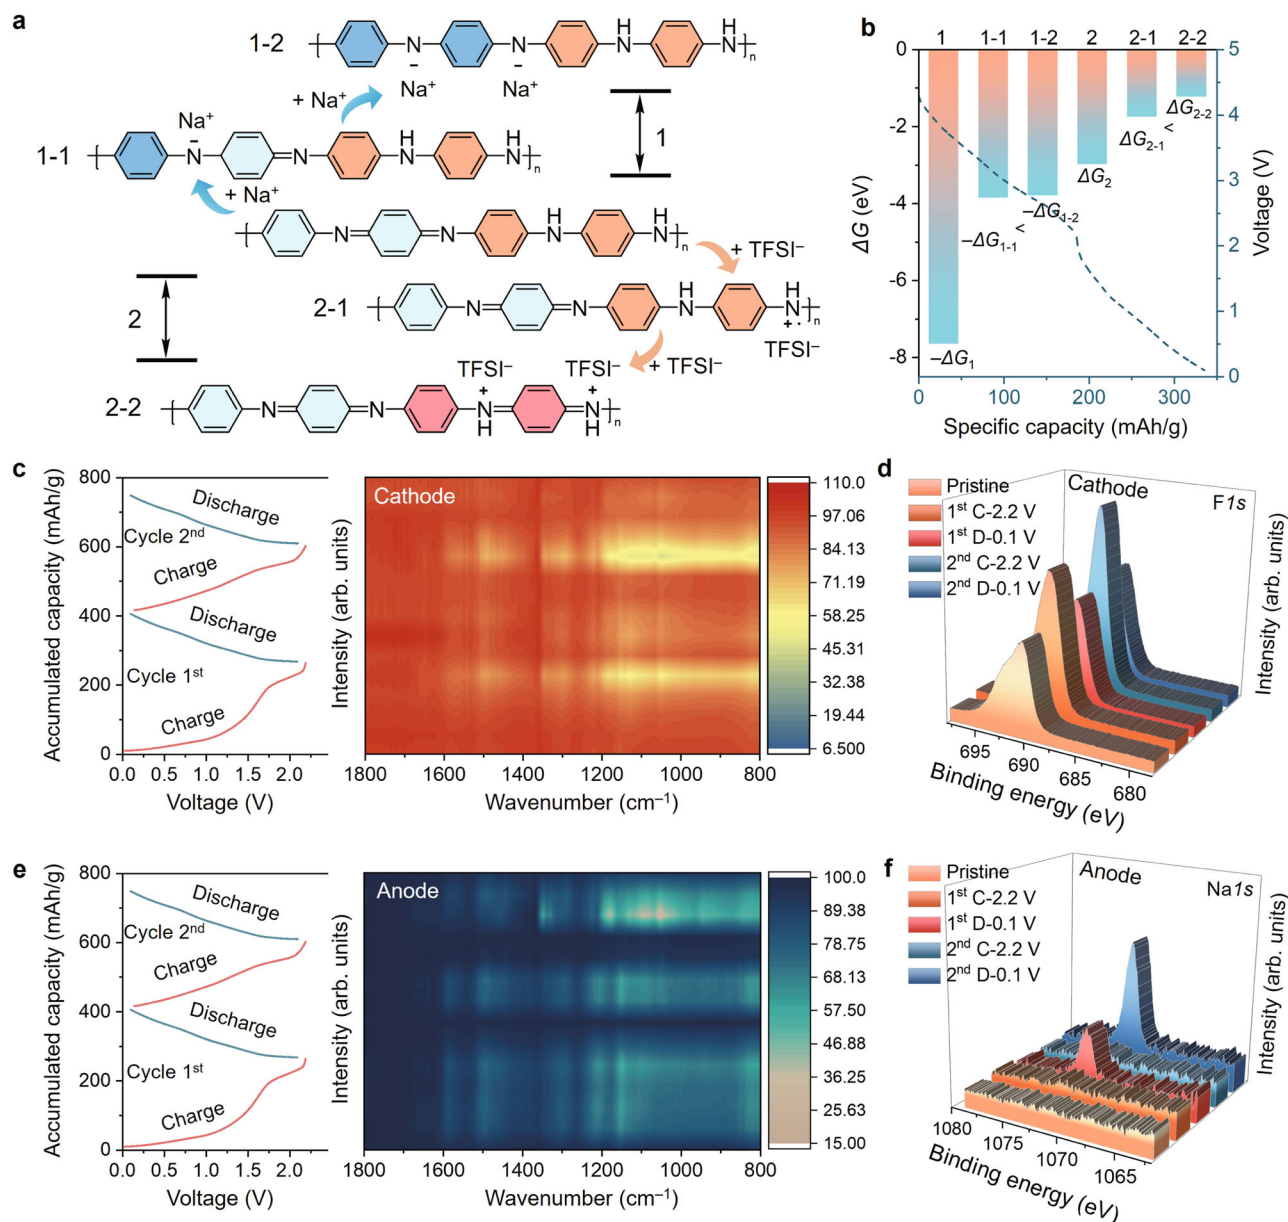 a
1-2
N
−
N
−
H
N
H
N
n
Na⁺
Na⁺
+ Na⁺
1-1
Na⁺
−
N
N
H
N
H
N
n
1
+ Na⁺
N
N
H
N
H
N
n
+ TFSI⁻
2
2-1
N
N
H
N
H
N
+ ·
n
TFSI⁻
+ TFSI⁻
TFSI⁻
TFSI⁻
2-2
N
N
+
N
H
+
N
H
n
b
1 1-1 1-2 2 2-1 2-2
0
-2
-4
-6
-8
ΔG (eV)
5
4
3
2
1
0
Voltage (V)
−ΔG₁
−ΔG₁₋₁
<
−ΔG₁₋₂
ΔG₂
ΔG₂₋₁
<
ΔG₂₋₂
0 100 200 300
Specific capacity (mAh/g)
c
Accumulated capacity (mAh/g)
800
600
400
200
0
Discharge
Cycle 2ⁿᵈ
Charge
Discharge
Cycle 1ˢᵗ
Charge
0.0 1.0 2.0
Voltage (V)
Intensity (arb. units)
Cathode
1800 1600 1400 1200 1000 800
Wavenumber (cm⁻¹)
110.0
97.06
84.13
71.19
58.25
45.31
32.38
19.44
6.500
d
Pristine
1ˢᵗ C-2.2 V
1ˢᵗ D-0.1 V
2ⁿᵈ C-2.2 V
2ⁿᵈ D-0.1 V
Cathode
F1s
Intensity (arb. units)
695 690 685 680
Binding energy (eV)
e
Accumulated capacity (mAh/g)
800
600
400
200
0
Discharge
Cycle 2ⁿᵈ
Charge
Discharge
Cycle 1ˢᵗ
Charge
0.0 1.0 2.0
Voltage (V)
Intensity (arb. units)
Anode
1800 1600 1400 1200 1000 800
Wavenumber (cm⁻¹)
100.0
89.38
78.75
68.13
57.50
46.88
36.25
25.63
15.00
f
Pristine
1ˢᵗ C-2.2 V
1ˢᵗ D-0.1 V
2ⁿᵈ C-2.2 V
2ⁿᵈ D-0.1 V
Anode
Na1s
Intensity (arb. units)
1080 1075 1070 1065
Binding energy (eV)